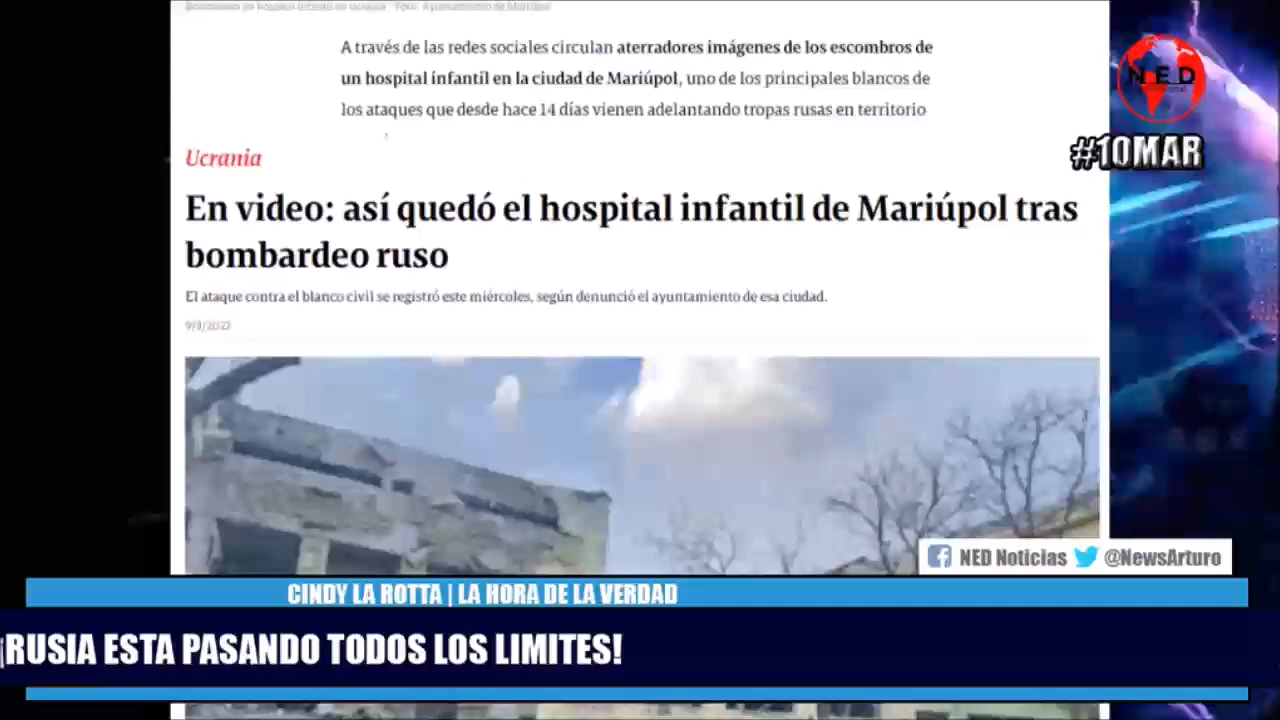 A través de las redes sociales circulan aterradores imágenes de los escombros de
un hospital infantil en la ciudad de Mariúpol, uno de los principales blancos de
los ataques que desde hace 14 días vienen adelantando tropas rusas en territorio
NED
#10MAR
Ucrania
En video: así quedó el hospital infantil de Mariúpol tras
bombardeo ruso
El ataque contra el blanco civil se registró este miércoles, según denunció el ayuntamiento de esa ciudad.
9/3/2022
NED Noticias @NewsArturo
CINDY LA ROTTA | LA HORA DE LA VERDAD
¡RUSIA ESTA PASANDO TODOS LOS LIMITES!